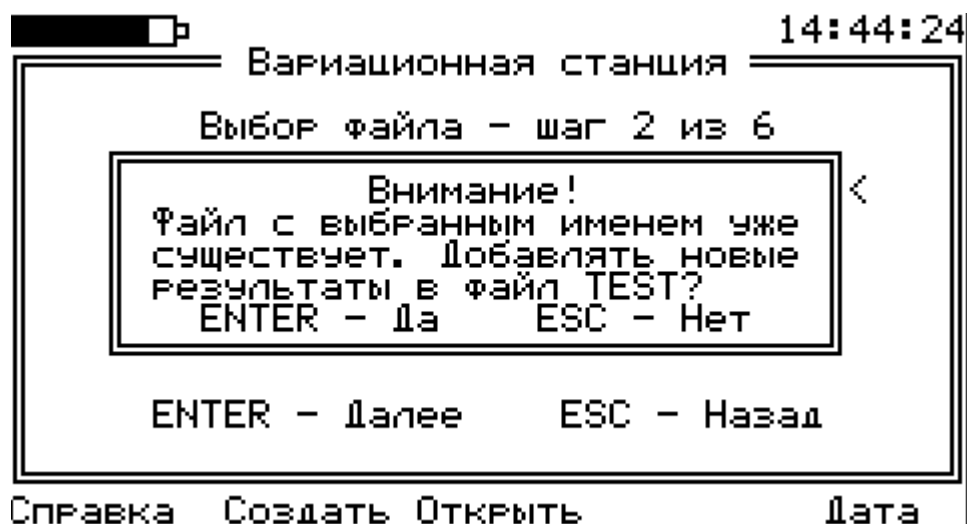 14:44:24
Вариационная станция
Выбор файла - шаг 2 из 6
Внимание!
<
Файл с выбранным именем уже
существует. Добавлять новые
результаты в файл TEST?
ENTER - Да ESC - Нет
ENTER - Далее ESC - Назад
Справка Создать Открыть Дата